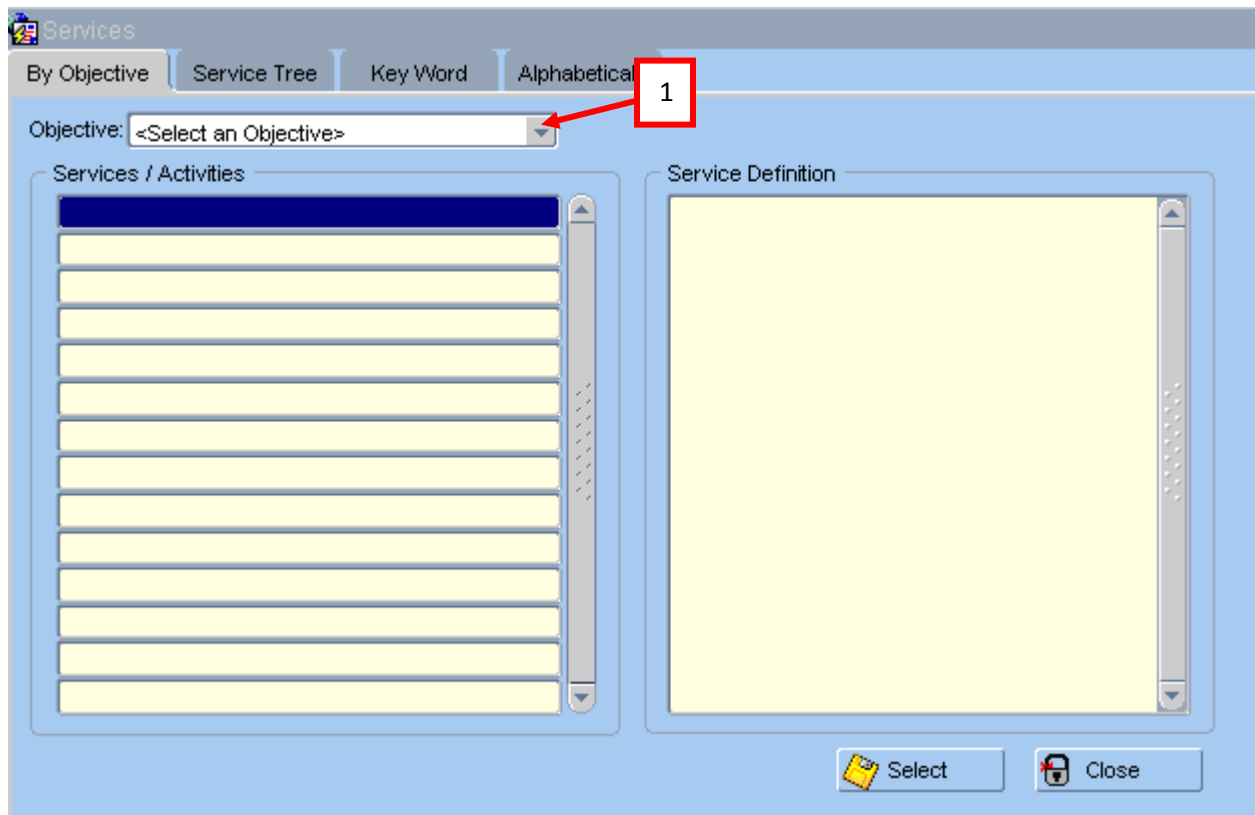 Services
By Objective Service Tree Key Word Alphabetical
1
Objective: <Select an Objective>
Services / Activities Service Definition
Select Close